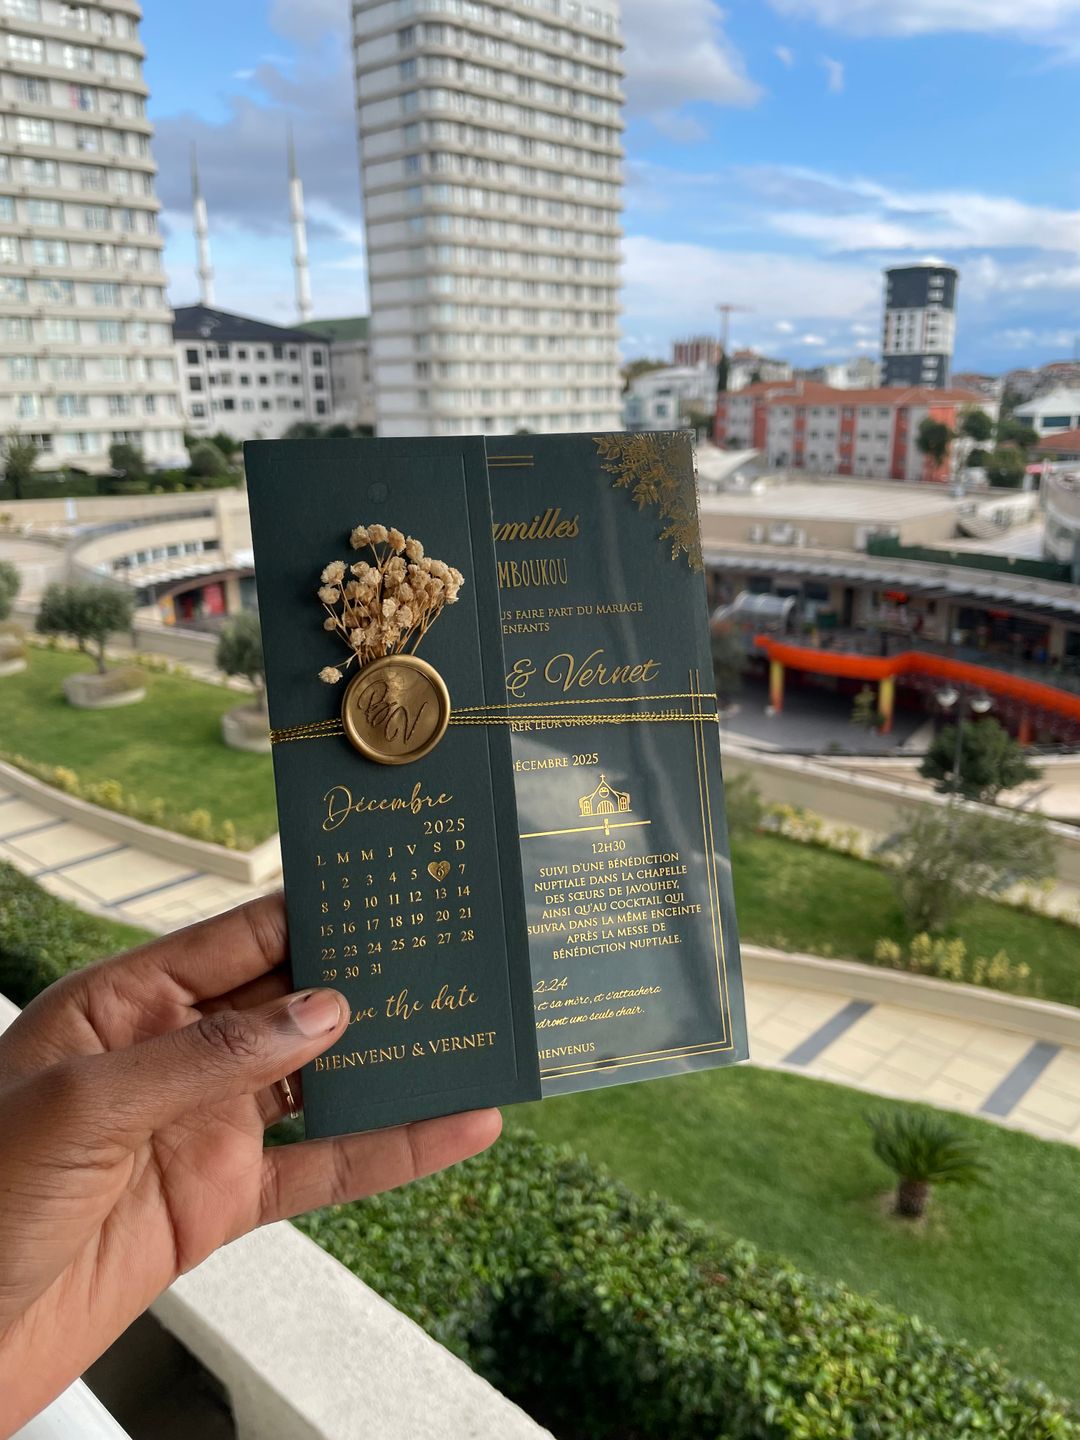 B&V
Décembre
2025
L M M J V S D
1 2 3 4 5 6 7
8 9 10 11 12 13 14
15 16 17 18 19 20 21
22 23 24 25 26 27 28
29 30 31
ve the date
BIENVENU & VERNET
amilles
MBOUKOU
US FAIRE PART DU MARIAGE
ENFANTS
& Vernet
RER LEUR UNION
DÉCEMBRE 2025
12H30
SUIVI D'UNE BÉNÉDICTION
NUPTIALE DANS LA CHAPELLE
DES SŒURS DE JAVOUHEY,
AINSI QU'AU COCKTAIL QUI
SUIVRA DANS LA MÊME ENCEINTE
APRÈS LA MESSE DE
BÉNÉDICTION NUPTIALE.
2:24
et sa mère, et s'attachera
ndront une seule chair.
BIENVENUS